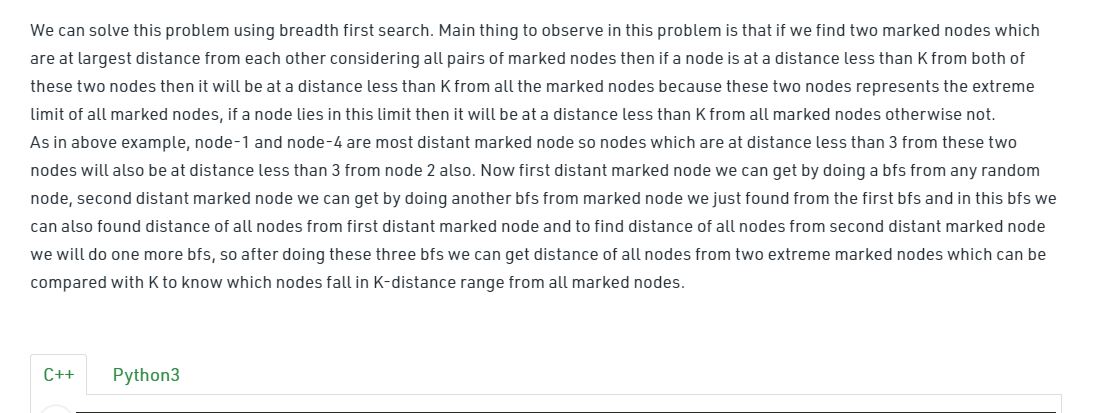 We can solve this problem using breadth first search. Main thing to observe in this problem is that if we find two marked nodes which
are at largest distance from each other considering all pairs of marked nodes then if a node is at a distance less than K from both of
these two nodes then it will be at a distance less than K from all the marked nodes because these two nodes represents the extreme
limit of all marked nodes, if a node lies in this limit then it will be at a distance less than K from all marked nodes otherwise not.
As in above example, node-1 and node-4 are most distant marked node so nodes which are at distance less than 3 from these two
nodes will also be at distance less than 3 from node 2 also. Now first distant marked node we can get by doing a bfs from any random
node, second distant marked node we can get by doing another bfs from marked node we just found from the first bfs and in this bfs we
can also found distance of all nodes from first distant marked node and to find distance of all nodes from second distant marked node
we will do one more bfs, so after doing these three bfs we can get distance of all nodes from two extreme marked nodes which can be
compared with K to know which nodes fall in K-distance range from all marked nodes.
C++ Python3